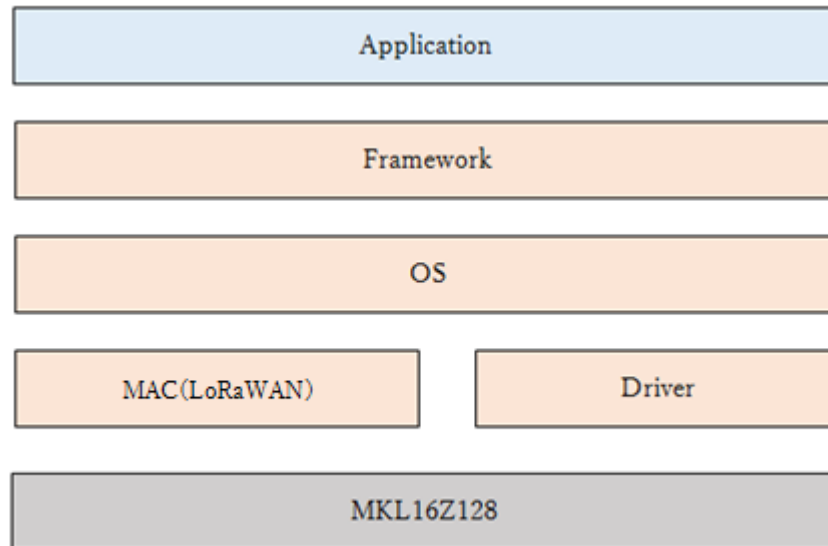 Application
Framework
OS
MAC(LoRaWAN)
Driver
MKL16Z128